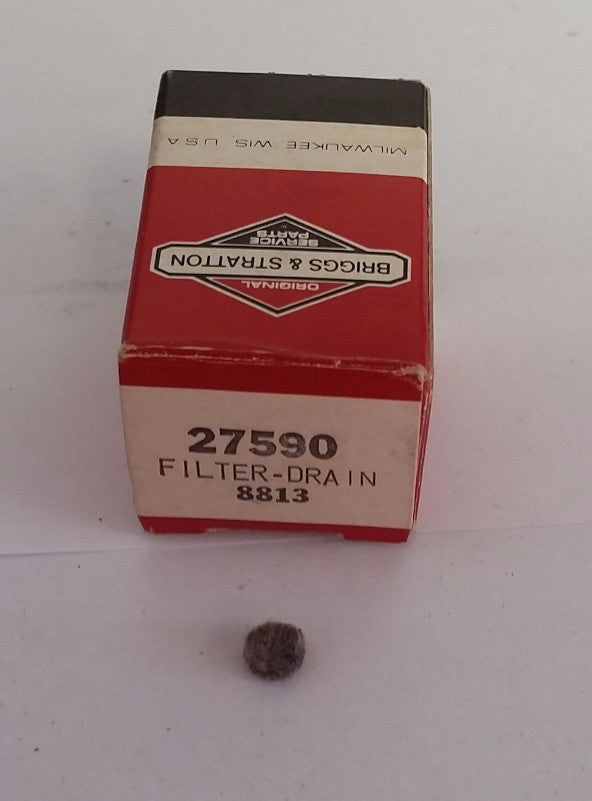 MILWAUKEE, WIS. U S A
ORIGINAL
BRIGGS & STRATTON
SERVICE
PARTS
27590
FILTER-DRAIN
8813